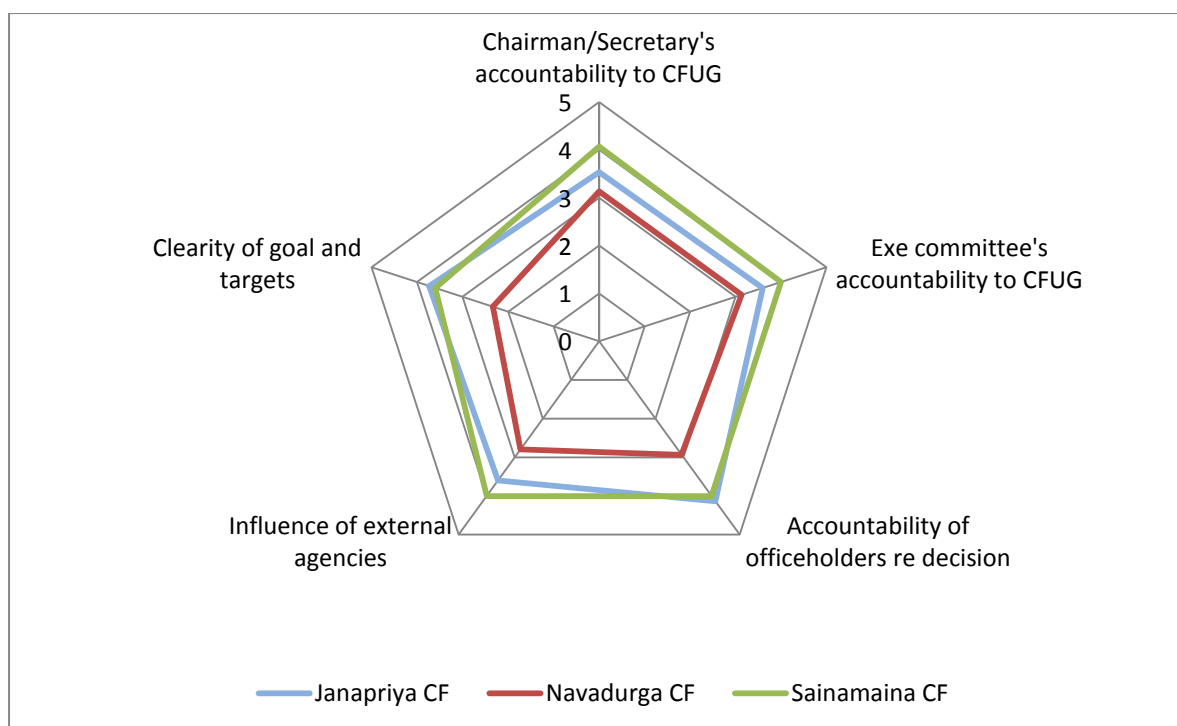 Chairman/Secretary's
accountability to CFUG
5
4
3
2
1
0
Exe committee's
accountability to CFUG
Accountability of
officeholders re decision
Influence of external
agencies
Clearity of goal and
targets
Janapriya CF
Navadurga CF
Sainamaina CF